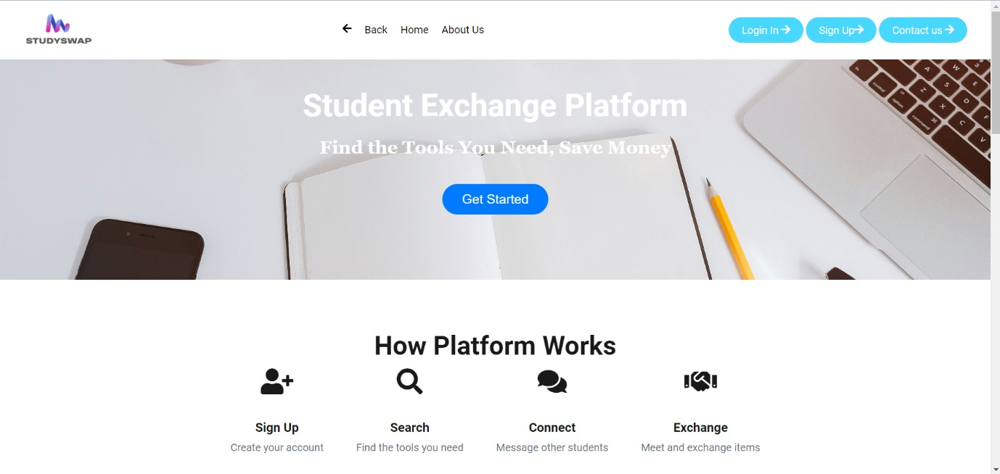 STUDYSWAP
Back Home About Us
Login In Sign Up Contact us
Student Exchange Platform
Find the Tools You Need, Save Money
Get Started
How Platform Works
Sign Up Search Connect Exchange
Create your account Find the tools you need Message other students Meet and exchange items